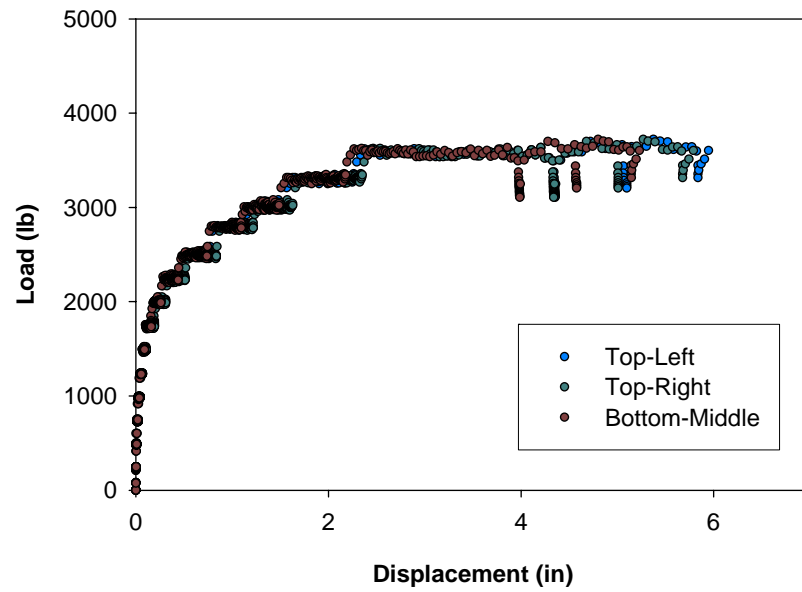 5000
4000
3000
2000
1000
0
Load (lb)
Top-Left
Top-Right
Bottom-Middle
0 2 4 6
Displacement (in)